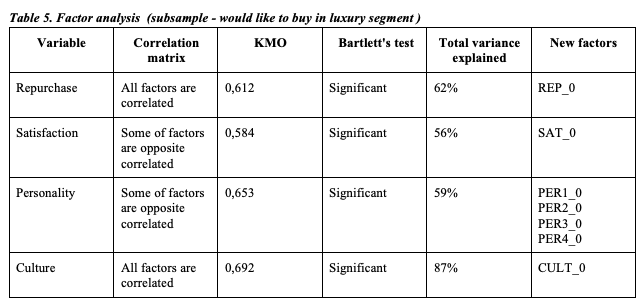 Table 5. Factor analysis (subsample - would like to buy in luxury segment )
Variable Correlation matrix KMO Bartlett's test Total variance explained New factors
Repurchase All factors are correlated 0,612 Significant 62% REP_0
Satisfaction Some of factors are opposite correlated 0,584 Significant 56% SAT_0
Personality Some of factors are opposite correlated 0,653 Significant 59% PER1_0 PER2_0 PER3_0 PER4_0
Culture All factors are correlated 0,692 Significant 87% CULT_0